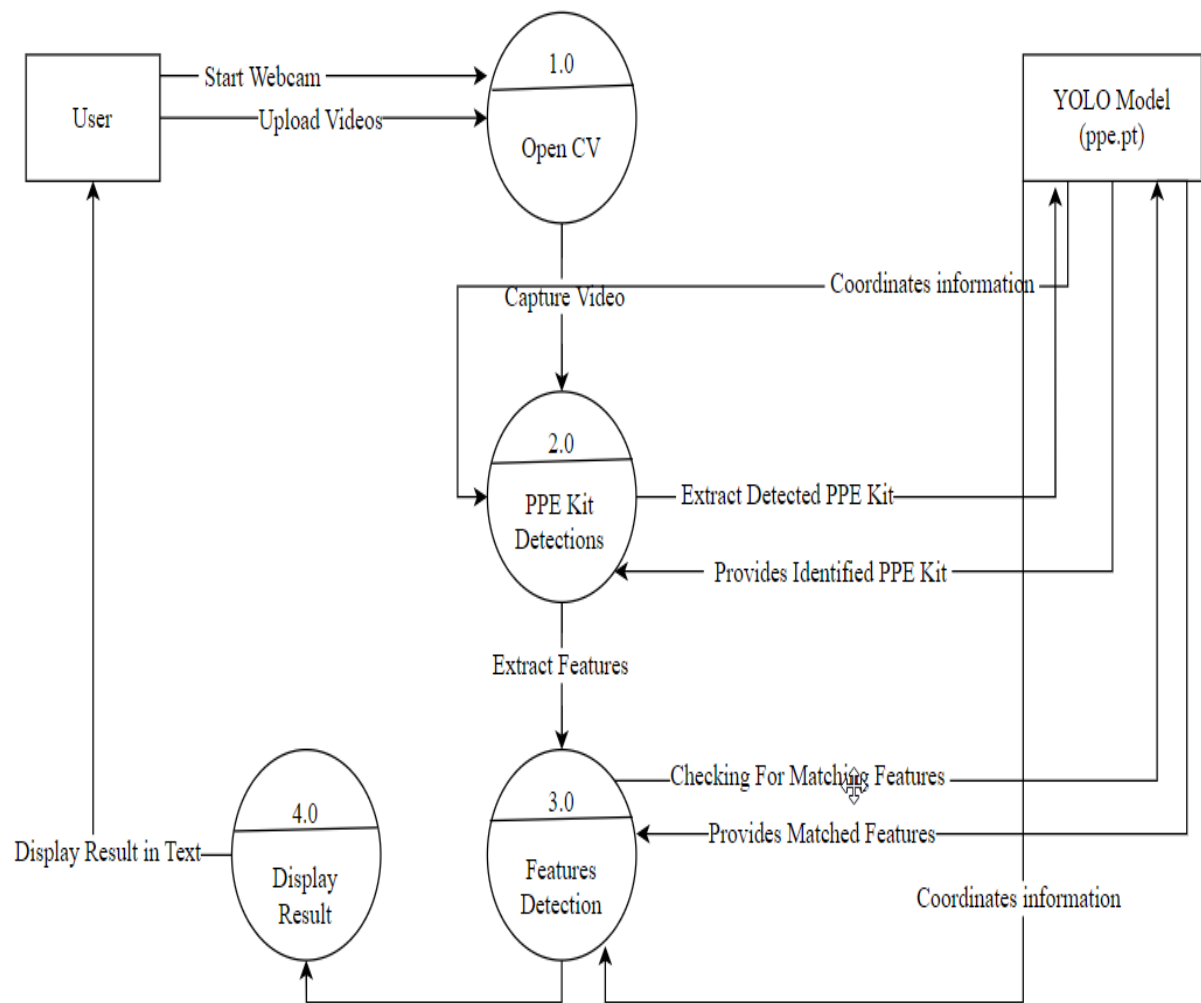 1.0
Start Webcam
User
Upload Videos
Open CV
YOLO Model
(ppe.pt)
Coordinates information
Capture Video
2.0
PPE Kit
Detections
Extract Detected PPE Kit
Provides Identified PPE Kit
Extract Features
Checking For Matching Features
3.0
4.0
Provides Matched Features
Display Result in Text
Display
Result
Features
Detection
Coordinates information